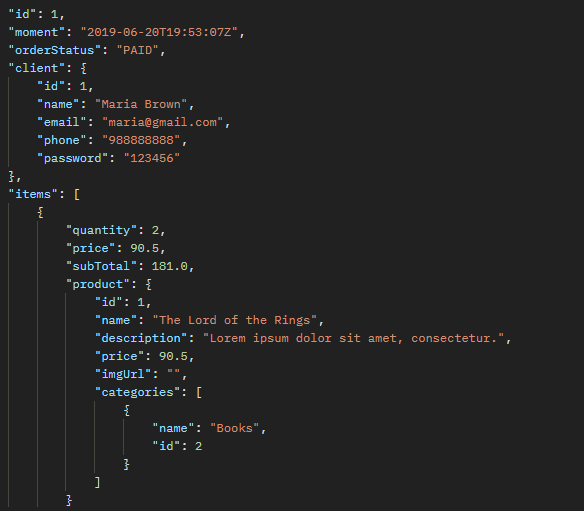 "id": 1,
"moment": "2019-06-20T19:53:07Z",
"orderStatus": "PAID",
"client": {
    "id": 1,
    "name": "Maria Brown",
    "email": "maria@gmail.com",
    "phone": "988888888",
    "password": "123456"
},
"items": [
    {
        "quantity": 2,
        "price": 90.5,
        "subTotal": 181.0,
        "product": {
            "id": 1,
            "name": "The Lord of the Rings",
            "description": "Lorem ipsum dolor sit amet, consectetur.",
            "price": 90.5,
            "imgUrl": "",
            "categories": [
                {
                    "name": "Books",
                    "id": 2
                }
            ]
        }